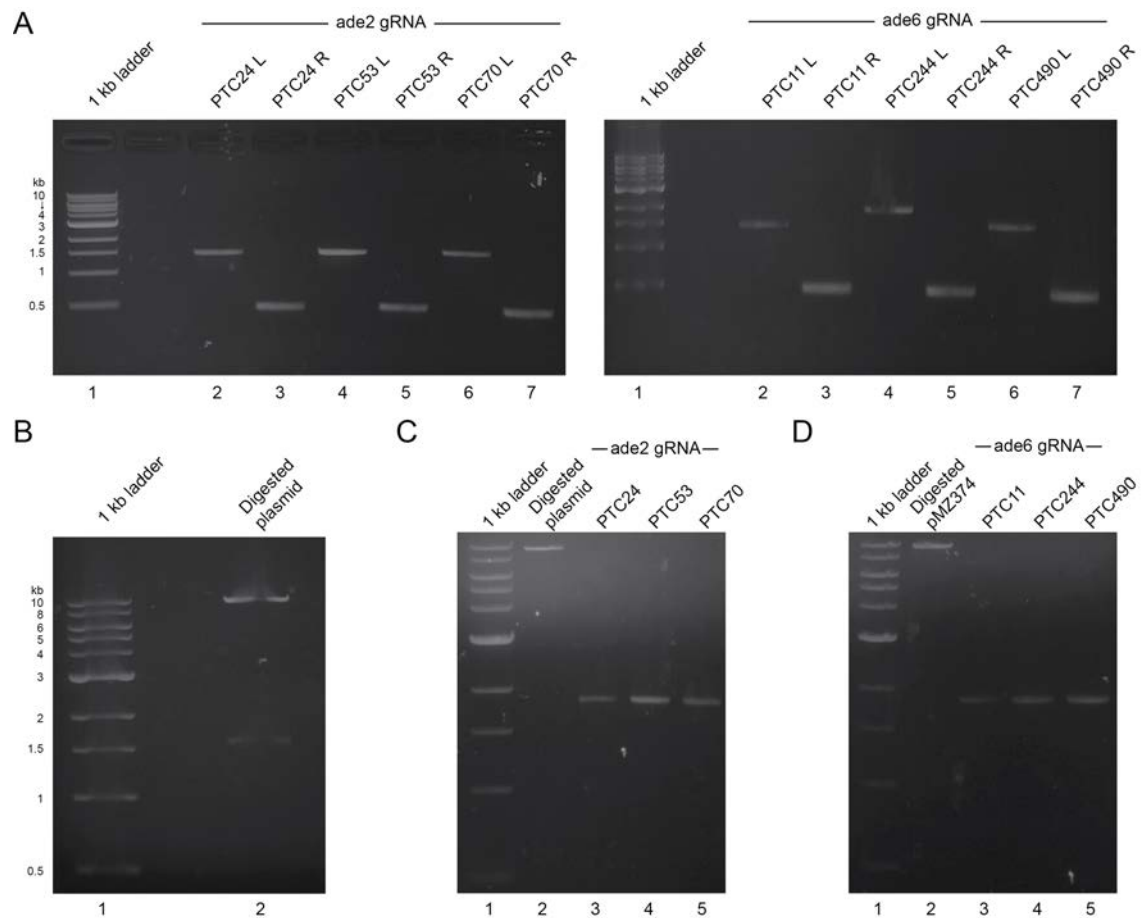 A
ade2 gRNA
1 kb ladder
PTC24 L
PTC24 R
PTC53 L
PTC53 R
PTC70 L
PTC70 R
kb
10
4
3
2
1.5
1
0.5
1 2 3 4 5 6 7
ade6 gRNA
1 kb ladder
PTC11 L
PTC11 R
PTC244 L
PTC244 R
PTC490 L
PTC490 R
1 2 3 4 5 6 7
B
1 kb ladder
Digested
plasmid
kb
10
8
6
5
4
3
2
1.5
1
0.5
1 2
C
ade2 gRNA
1 kb ladder
Digested
plasmid
PTC24
PTC53
PTC70
1 2 3 4 5
D
ade6 gRNA
1 kb ladder
Digested
pMZ374
PTC11
PTC244
PTC490
1 2 3 4 5